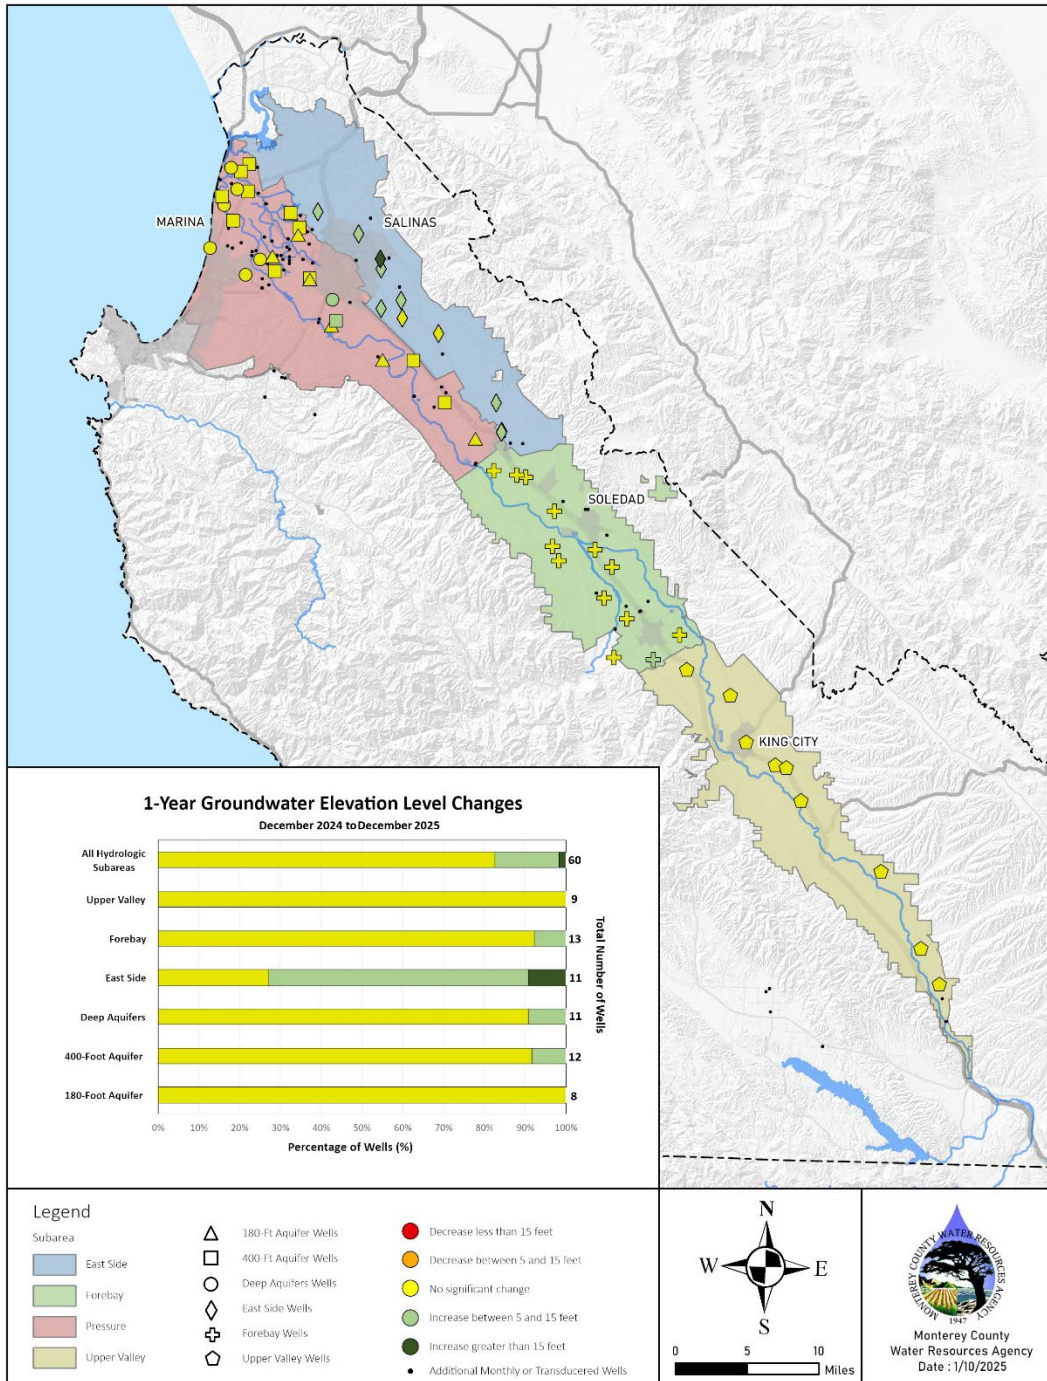 MARINA
SALINAS
SOLEDAD
KING CITY
1-Year Groundwater Elevation Level Changes
December 2024 toDecember 2025
All Hydrologic
Subareas
60
Upper Valley
9
Forebay
13
East Side
11
Deep Aquifers
11
400-Foot Aquifer
12
180-Foot Aquifer
8
Total Number of Wells
0% 10% 20% 30% 40% 50% 60% 70% 80% 90% 100%
Percentage of Wells (%)
Legend
Subarea
East Side
Forebay
Pressure
Upper Valley
180-Ft Aquifer Wells
400-Ft Aquifer Wells
Deep Aquifers Wells
East Side Wells
Forebay Wells
Upper Valley Wells
Decrease less than 15 feet
Decrease between 5 and 15 feet
No significant change
Increase between 5 and 15 feet
Increase greater than 15 feet
Additional Monthly or Transducered Wells
N
W E
S
0 5 10
Miles
MONTEREY COUNTY WATER RESOURCES AGENCY
1947
Monterey County
Water Resources Agency
Date : 1/10/2025